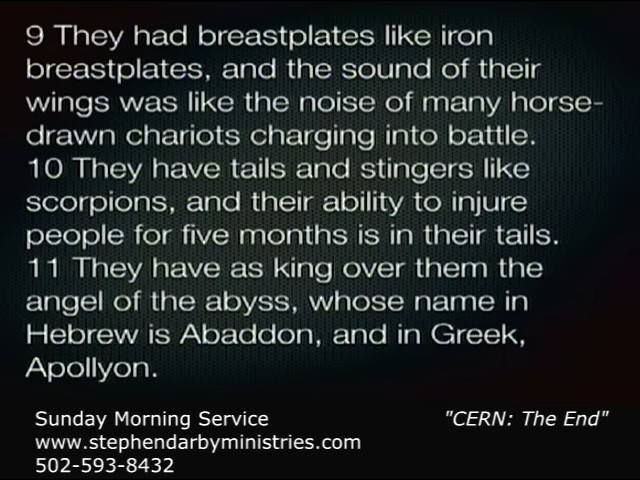 9 They had breastplates like iron
breastplates, and the sound of their
wings was like the noise of many horse-
drawn chariots charging into battle.
10 They have tails and stingers like
scorpions, and their ability to injure
people for five months is in their tails.
11 They have as king over them the
angel of the abyss, whose name in
Hebrew is Abaddon, and in Greek,
Apollyon.
Sunday Morning Service "CERN: The End"
www.stephendarbyministries.com
502-593-8432